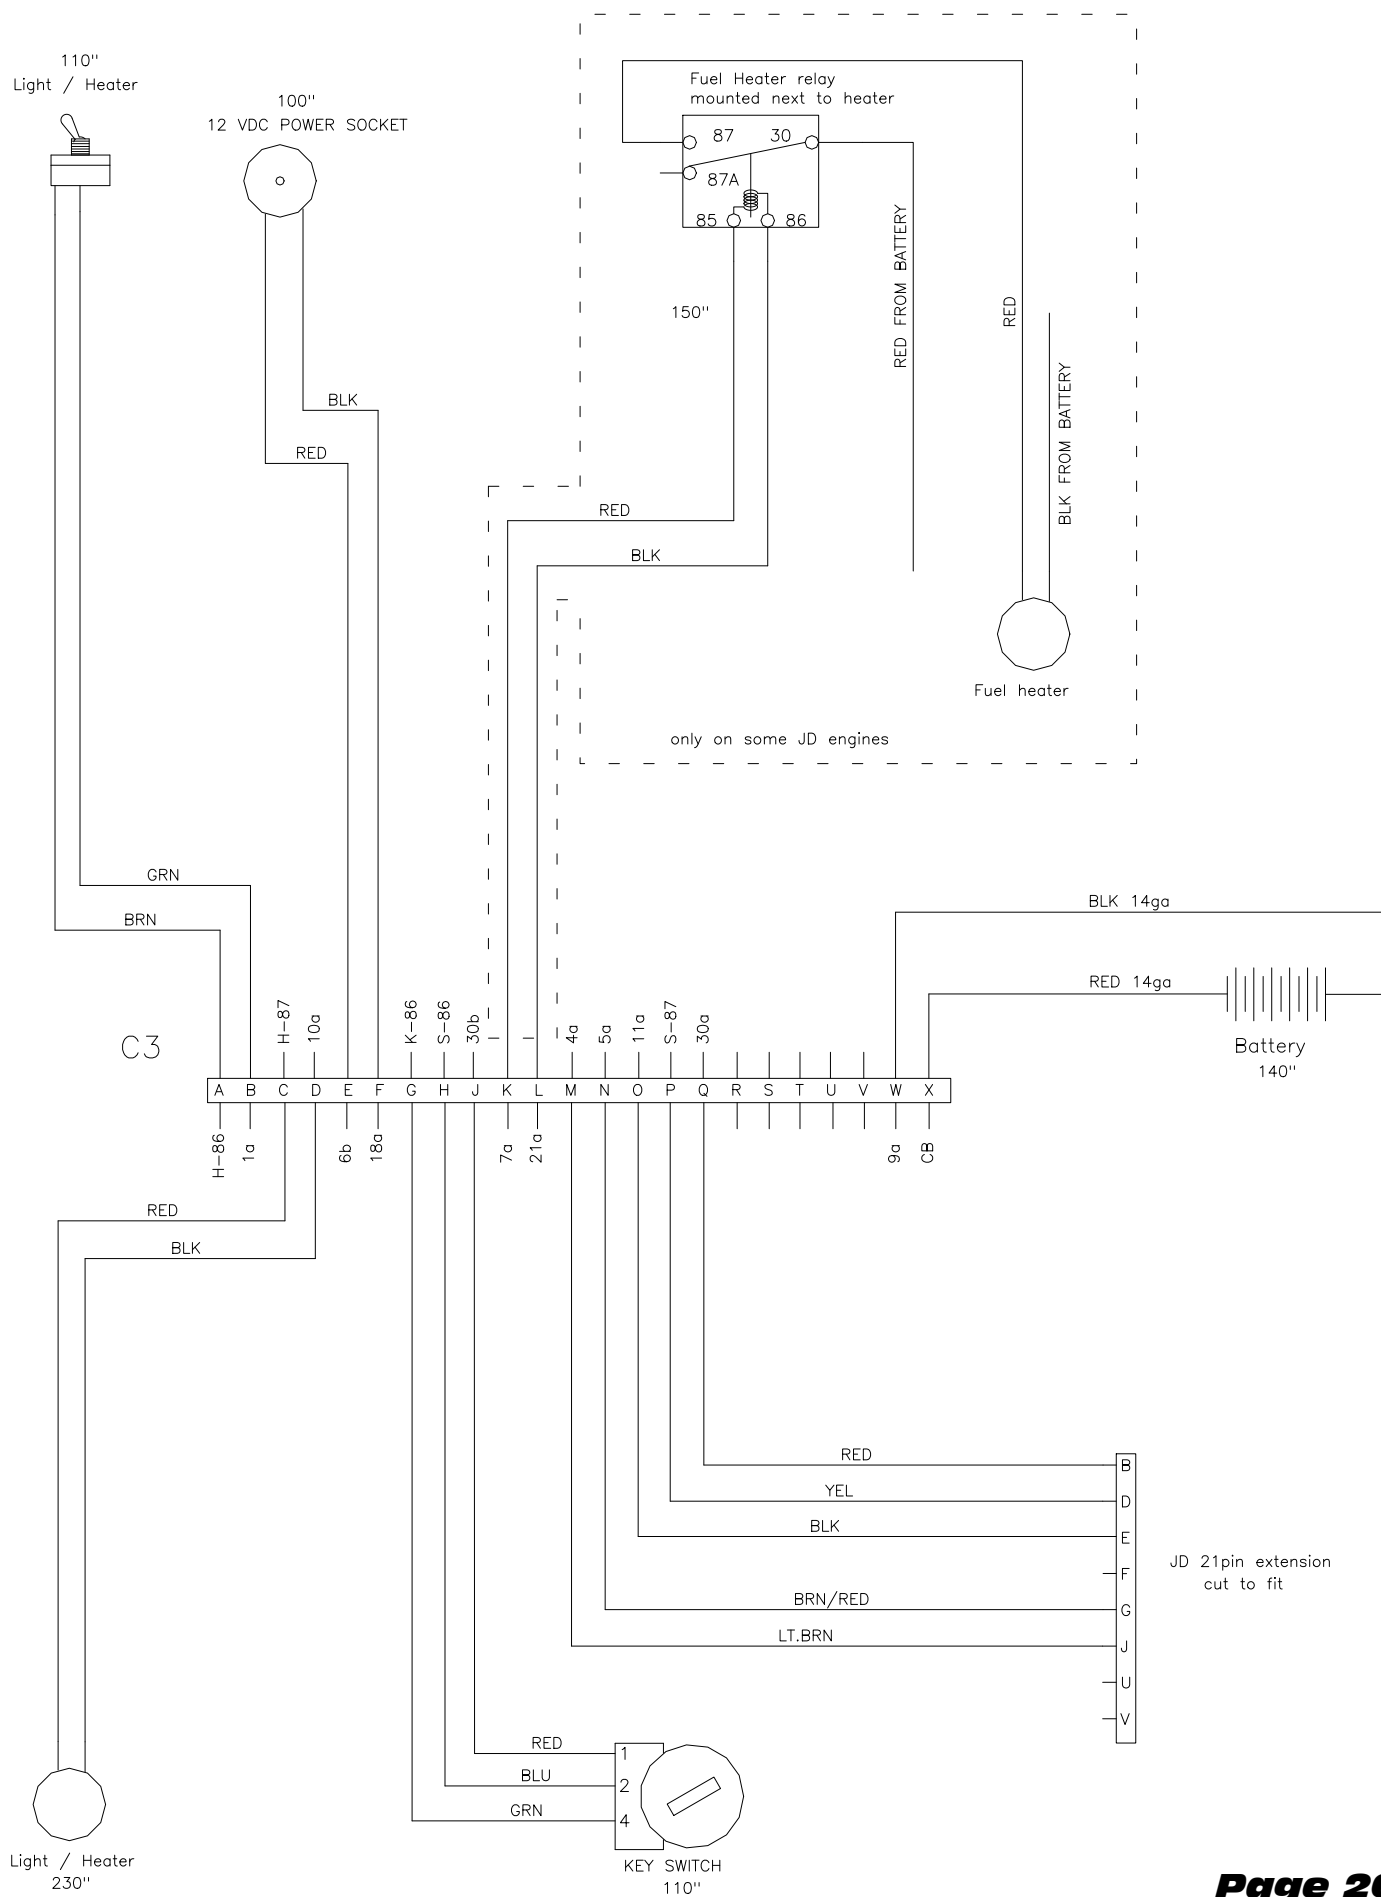 110"
Light / Heater
100"
12 VDC POWER SOCKET
Fuel Heater relay
mounted next to heater
87
30
87A
85
86
150"
RED FROM BATTERY
RED
BLK FROM BATTERY
BLK
RED
RED
BLK
Fuel heater
only on some JD engines
GRN
BRN
BLK 14ga
RED 14ga
Battery
140"
C3
H-87
10a
K-86
S-86
30b
4a
5a
11a
S-87
30a
A B C D E F G H J K L M N O P Q R S T U V W X
H-86
1a
6b
18a
7a
21a
9a
CB
RED
BLK
RED
B
YEL
D
BLK
E
F
BRN/RED
G
LT.BRN
J
U
V
JD 21pin extension
cut to fit
RED
1
BLU
2
GRN
4
KEY SWITCH
110"
Light / Heater
230"
Page